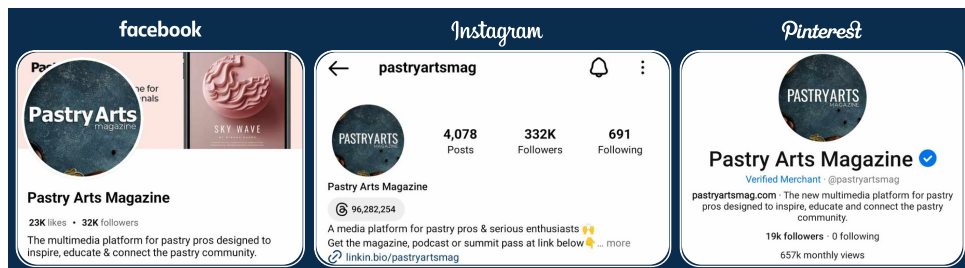 facebook
Pas
ne for
nals
Pastry Arts
magazine
SKY WAVE
Pastry Arts Magazine
23K likes • 32K followers
The multimedia platform for pastry pros designed to
inspire, educate & connect the pastry community.
Instagram
pastryartsmag
PASTRYARTS
MAGAZINE
4,078
Posts
332K
Followers
691
Following
Pastry Arts Magazine
96,282,254
A media platform for pastry pros & serious enthusiasts 🙌
Get the magazine, podcast or summit pass at link below👇... more
linkin.bio/pastryartsmag
Pinterest
PASTRYARTS
MAGAZINE
Pastry Arts Magazine
Verified Merchant · @pastryartsmag
pastryartsmag.com · The new multimedia platform for pastry
pros designed to inspire, educate and connect the pastry
community.
19k followers · 0 following
657k monthly views